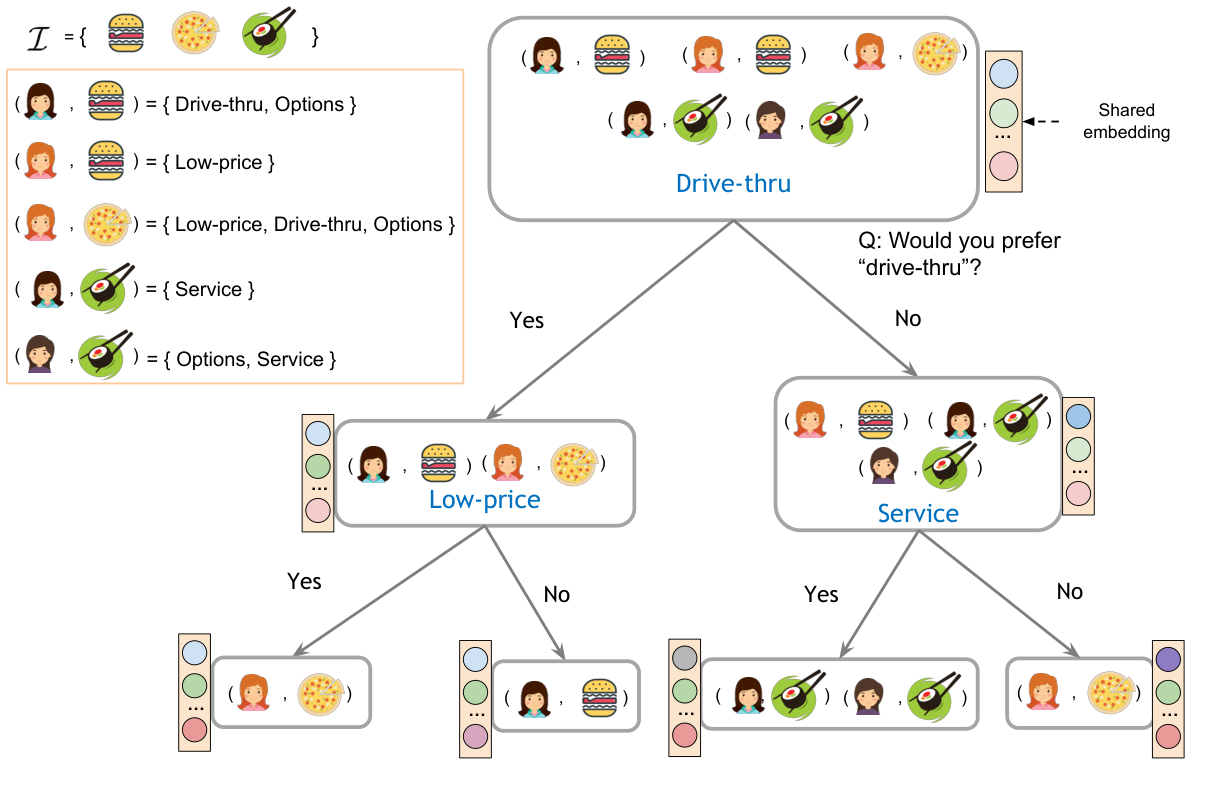 ℐ = { }
( , ) = { Drive-thru, Options }
( , ) = { Low-price }
( , ) = { Low-price, Drive-thru, Options }
( , ) = { Service }
( , ) = { Options, Service }
( , ) ( , ) ( , )
( , ) ( , )
Drive-thru
...
Shared
embedding
Q: Would you prefer
“drive-thru”?
Yes
No
( , ) ( , )
Low-price
...
( , ) ( , )
( , )
Service
...
Yes
No
Yes
No
... ( , )
... ( , )
... ( , ) ( , )
( , ) ...